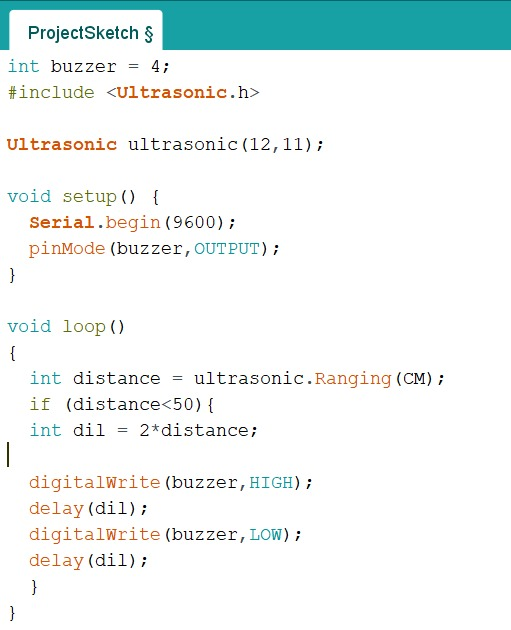 ProjectSketch §
int buzzer = 4;
#include <Ultrasonic.h>
Ultrasonic ultrasonic(12,11);
void setup() {
Serial.begin(9600);
pinMode(buzzer,OUTPUT);
}
void loop()
{
int distance = ultrasonic.Ranging(CM);
if (distance<50){
int dil = 2*distance;
digitalWrite(buzzer,HIGH);
delay(dil);
digitalWrite(buzzer,LOW);
delay(dil);
}
}